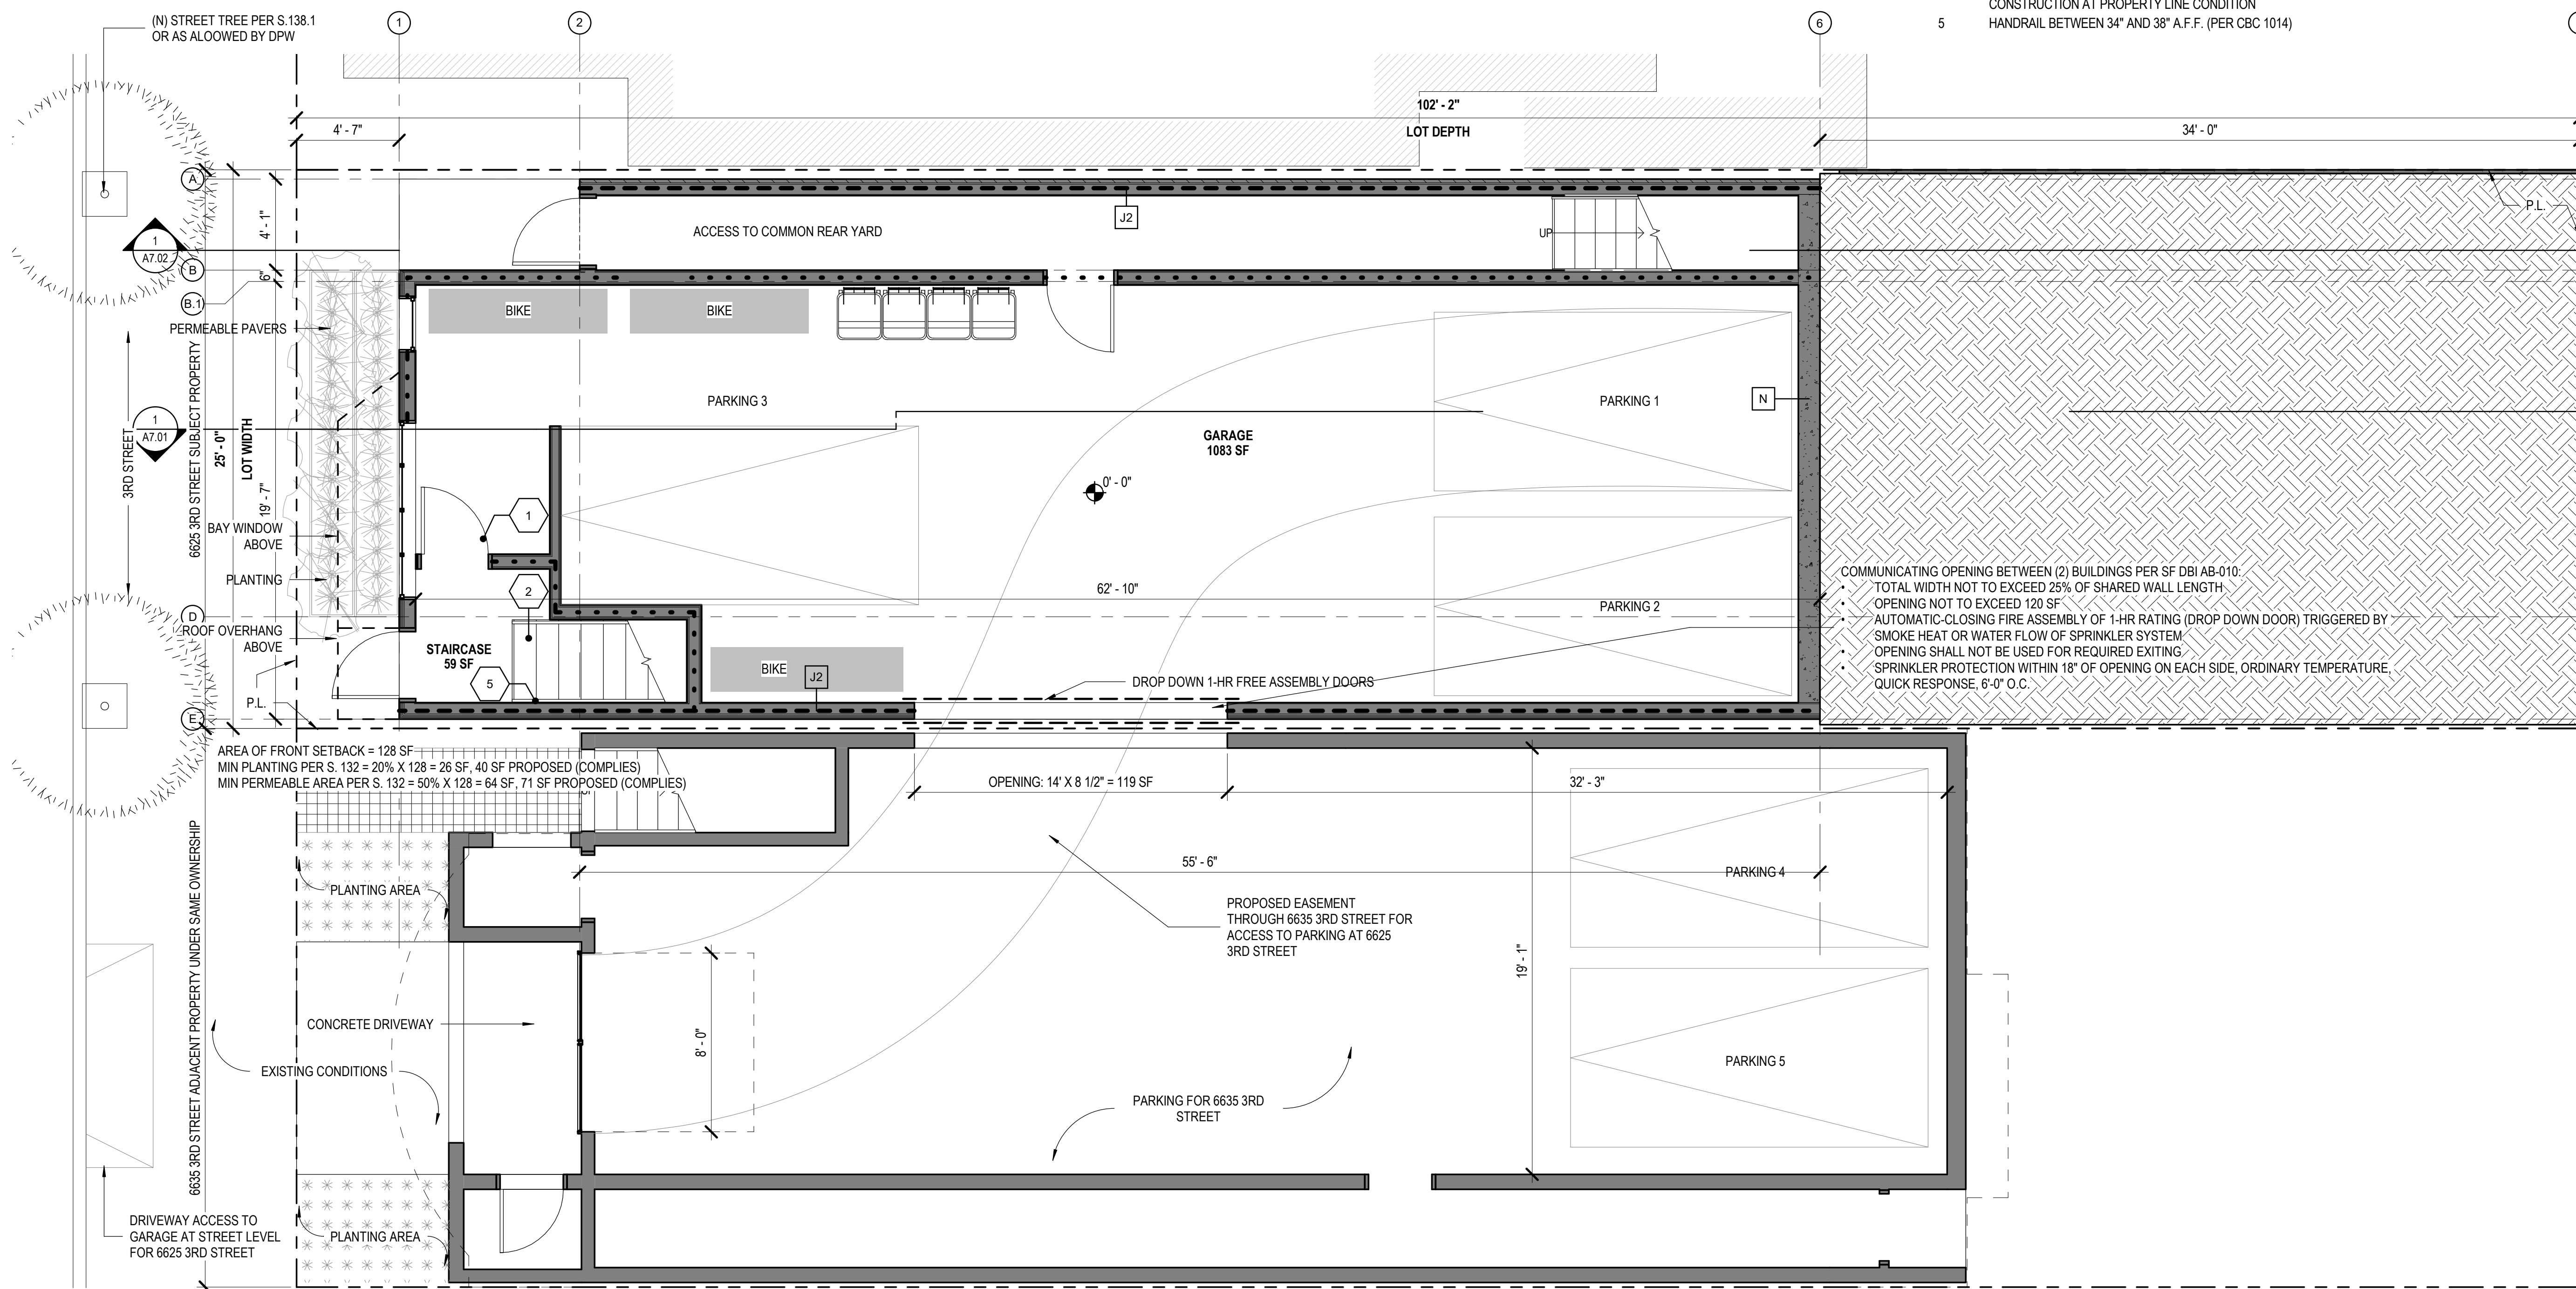 (N) STREET TREE PER S.138.1
OR AS ALOOWED BY DPW
1
2
6
CONSTRUCTION AT PROPERTY LINE CONDITION
5 HANDRAIL BETWEEN 34" AND 38" A.F.F. (PER CBC 1014)
102' - 2"
LOT DEPTH
4' - 7"
34' - 0"
A
4' - 1"
1
A7.02
B
6"
B.1
J2
ACCESS TO COMMON REAR YARD
UP
P.L.
PERMEABLE PAVERS
BIKE
BIKE
3RD STREET
6625 3RD STREET SUBJECT PROPERTY
25' - 0"
LOT WIDTH
19' - 7"
1
A7.01
PARKING 3
PARKING 1
N
GARAGE
1083 SF
0' - 0"
BAY WINDOW
ABOVE
PLANTING
1
2
62' - 10"
PARKING 2
D
ROOF OVERHANG
ABOVE
STAIRCASE
59 SF
5
BIKE
J2
DROP DOWN 1-HR FREE ASSEMBLY DOORS
P.L.
E
COMMUNICATING OPENING BETWEEN (2) BUILDINGS PER SF DBI AB-010:
• TOTAL WIDTH NOT TO EXCEED 25% OF SHARED WALL LENGTH
• OPENING NOT TO EXCEED 120 SF
• AUTOMATIC-CLOSING FIRE ASSEMBLY OF 1-HR RATING (DROP DOWN DOOR) TRIGGERED BY
SMOKE HEAT OR WATER FLOW OF SPRINKLER SYSTEM
• OPENING SHALL NOT BE USED FOR REQUIRED EXITING
• SPRINKLER PROTECTION WITHIN 18" OF OPENING ON EACH SIDE, ORDINARY TEMPERATURE,
QUICK RESPONSE, 6'-0" O.C.
AREA OF FRONT SETBACK = 128 SF
MIN PLANTING PER S. 132 = 20% X 128 = 26 SF, 40 SF PROPOSED (COMPLIES)
MIN PERMEABLE AREA PER S. 132 = 50% X 128 = 64 SF, 71 SF PROPOSED (COMPLIES)
OPENING: 14' X 8 1/2" = 119 SF
32' - 3"
55' - 6"
PARKING 4
PLANTING AREA
PROPOSED EASEMENT
THROUGH 6635 3RD STREET FOR
ACCESS TO PARKING AT 6625
3RD STREET
19' - 1"
6635 3RD STREET ADJACENT PROPERTY UNDER SAME OWNERSHIP
CONCRETE DRIVEWAY
8' - 0"
PARKING 5
EXISTING CONDITIONS
PARKING FOR 6635 3RD
STREET
DRIVEWAY ACCESS TO
GARAGE AT STREET LEVEL
FOR 6625 3RD STREET
PLANTING AREA